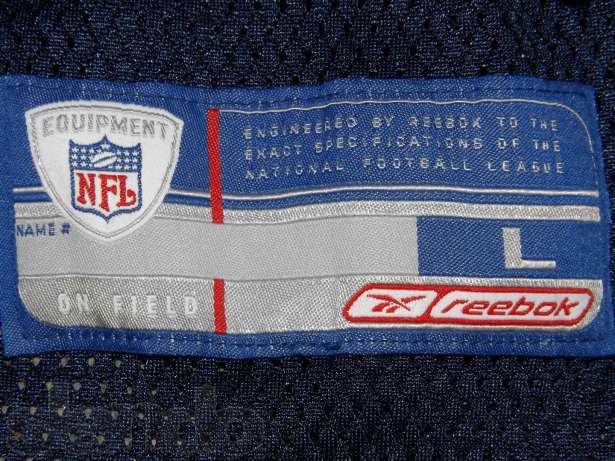 EQUIPMENT
NFL
ENGINEERED BY REEBOK TO THE
EXACT SPECIFICATIONS OF THE
NATIONAL FOOTBALL LEAGUE
NAME #
L
ON FIELD
reebok